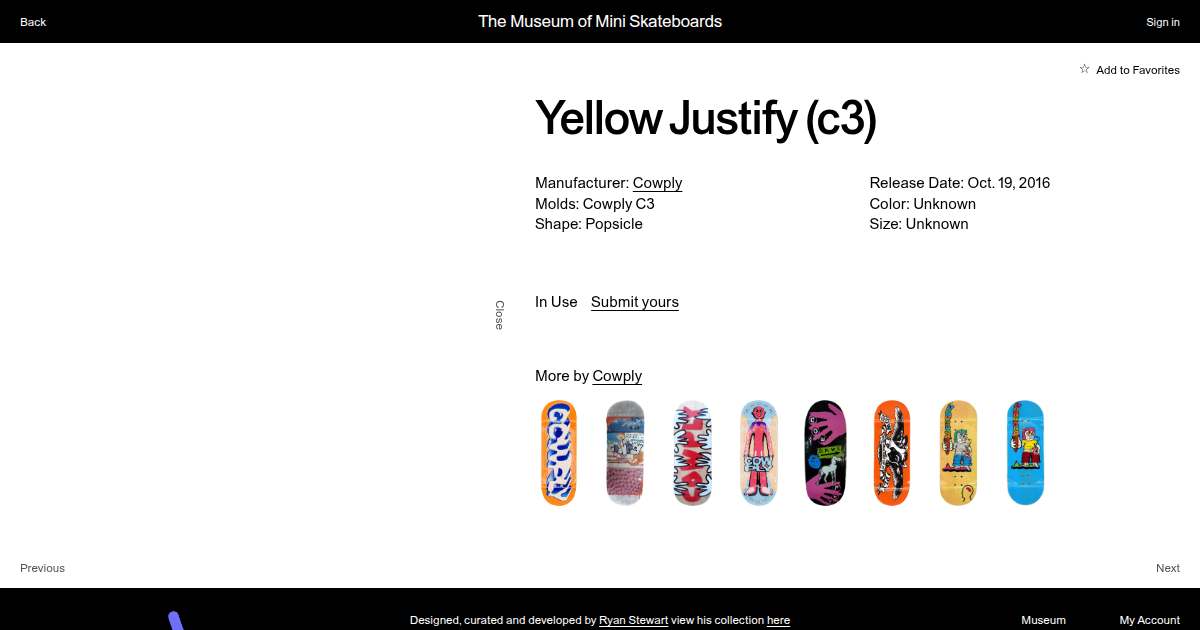 Back
The Museum of Mini Skateboards
Sign in
☆ Add to Favorites
Yellow Justify (c3)
Manufacturer: Cowply
Molds: Cowply C3
Shape: Popsicle
Release Date: Oct. 19, 2016
Color: Unknown
Size: Unknown
Close
In Use Submit yours
More by Cowply
Previous
Next
Designed, curated and developed by Ryan Stewart view his collection here
Museum
My Account